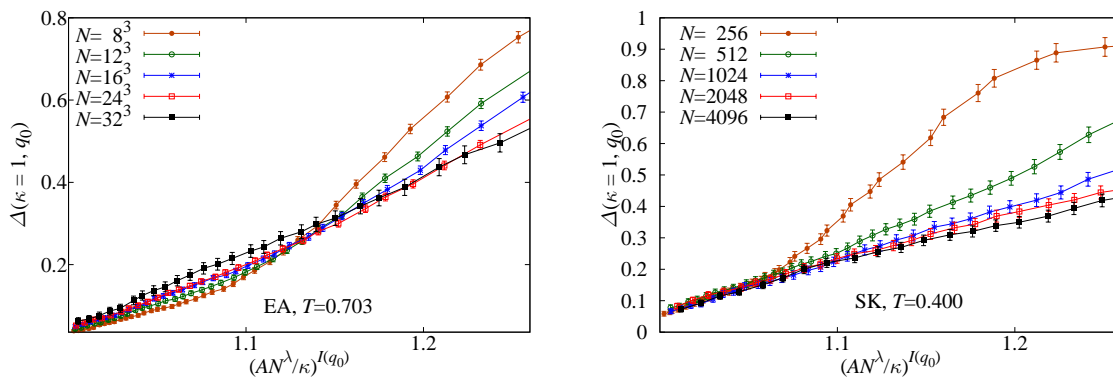 0.8
0.6
0.4
0.2
Δ(κ = 1, q0)
N= 8^3
N=12^3
N=16^3
N=24^3
N=32^3
EA, T=0.703
1.1 1.2
(AN^λ/κ)^I(q0)
1
0.9
0.8
0.7
0.6
0.5
0.4
0.3
0.2
0.1
0
Δ(κ = 1, q0)
N= 256
N= 512
N=1024
N=2048
N=4096
SK, T=0.400
1.1 1.2
(AN^λ/κ)^I(q0)